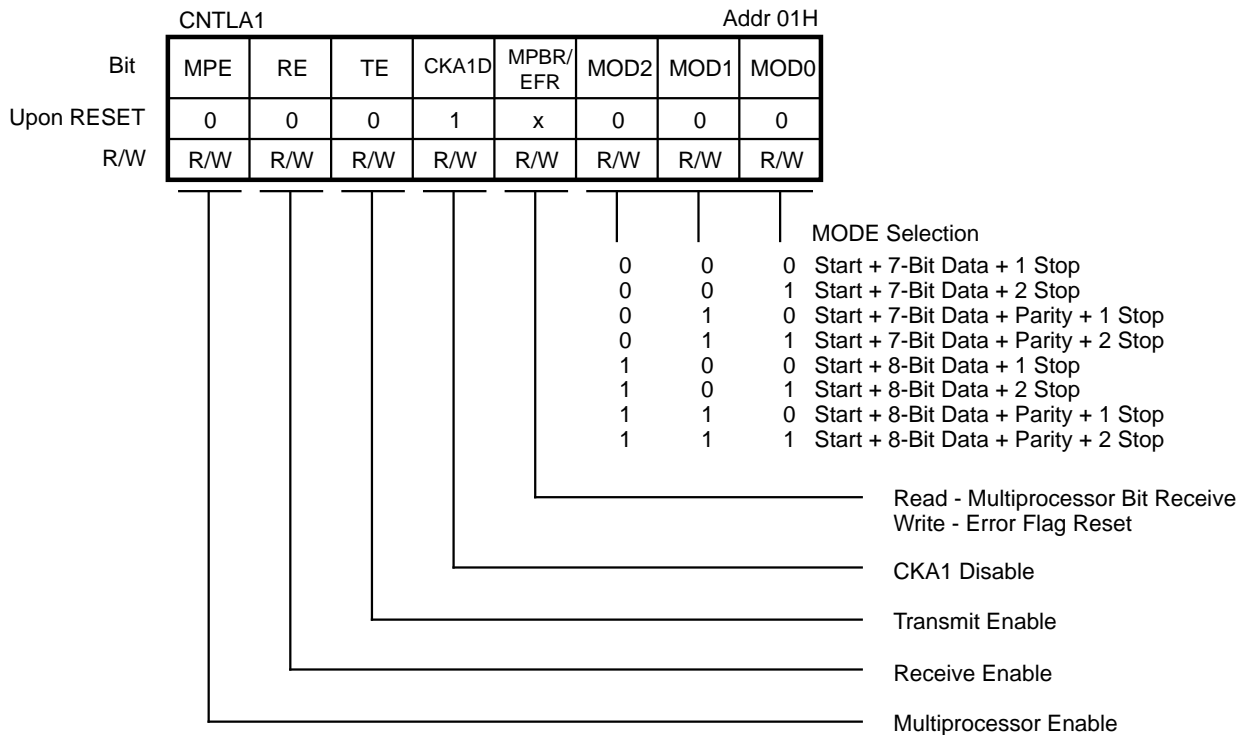 CNTLA1 Addr 01H
Bit MPE RE TE CKA1D MPBR/EFR MOD2 MOD1 MOD0
Upon RESET 0 0 0 1 x 0 0 0
R/W R/W R/W R/W R/W R/W R/W R/W R/W
MODE Selection
0 0 0 Start + 7-Bit Data + 1 Stop
0 0 1 Start + 7-Bit Data + 2 Stop
0 1 0 Start + 7-Bit Data + Parity + 1 Stop
0 1 1 Start + 7-Bit Data + Parity + 2 Stop
1 0 0 Start + 8-Bit Data + 1 Stop
1 0 1 Start + 8-Bit Data + 2 Stop
1 1 0 Start + 8-Bit Data + Parity + 1 Stop
1 1 1 Start + 8-Bit Data + Parity + 2 Stop
Read - Multiprocessor Bit Receive
Write - Error Flag Reset
CKA1 Disable
Transmit Enable
Receive Enable
Multiprocessor Enable